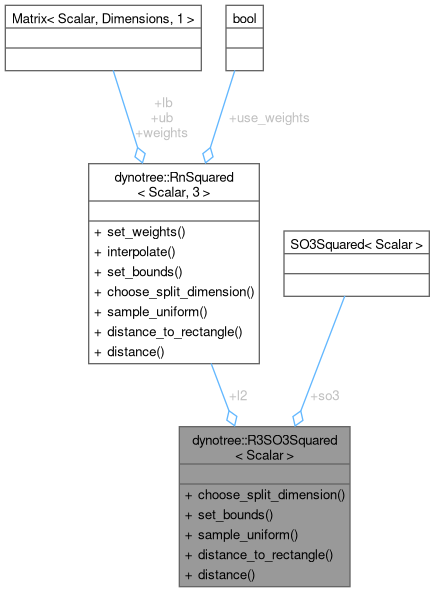 Matrix< Scalar, Dimensions, 1 >
bool
+lb
+ub
+weights
+use_weights
dynotree::RnSquared
< Scalar, 3 >
+ set_weights()
+ interpolate()
+ set_bounds()
+ choose_split_dimension()
+ sample_uniform()
+ distance_to_rectangle()
+ distance()
SO3Squared< Scalar >
+l2
+so3
dynotree::R3SO3Squared
< Scalar >
+ choose_split_dimension()
+ set_bounds()
+ sample_uniform()
+ distance_to_rectangle()
+ distance()